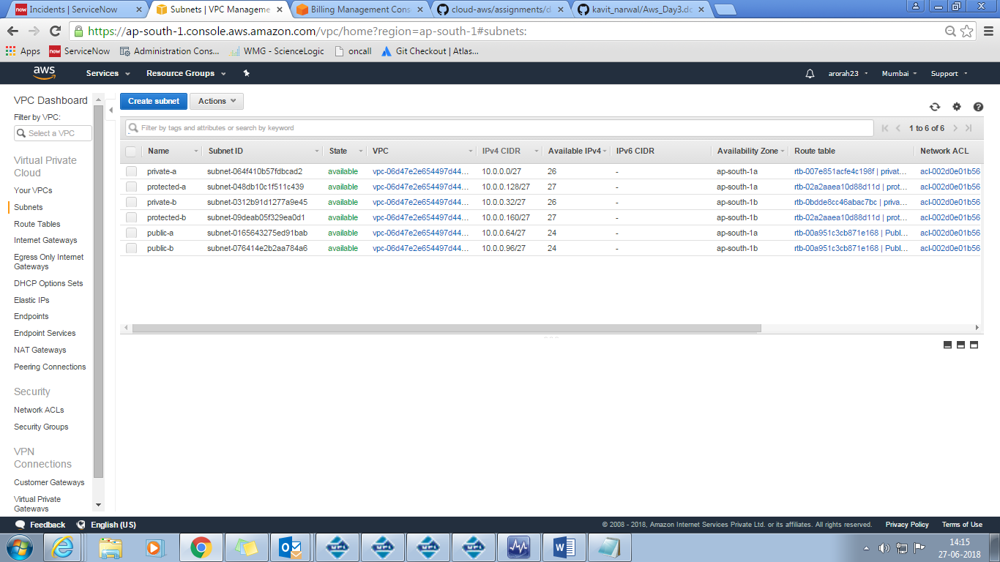 Incidents | ServiceNow
Subnets | VPC Manageme
Billing Management Cons
cloud-aws/assignments/d
kavit_narwal/Aws_Day3.do
https://ap-south-1.console.aws.amazon.com/vpc/home?region=ap-south-1#subnets:
Apps now ServiceNow Administration Cons... WMG - ScienceLogic oncall Git Checkout | Atlas...
aws Services Resource Groups arorah23 Mumbai Support
VPC Dashboard
Filter by VPC:
Select a VPC
Virtual Private
Cloud
Your VPCs
Subnets
Route Tables
Internet Gateways
Egress Only Internet
Gateways
DHCP Options Sets
Elastic IPs
Endpoints
Endpoint Services
NAT Gateways
Peering Connections
Security
Network ACLs
Security Groups
VPN
Connections
Customer Gateways
Virtual Private
Gateways
Create subnet Actions
Filter by tags and attributes or search by keyword
1 to 6 of 6
Name Subnet ID State VPC IPv4 CIDR Available IPv4 IPv6 CIDR Availability Zone Route table Network ACL
private-a subnet-064f410b57fdbcad2 available vpc-06d47e2e654497d44... 10.0.0.0/27 26 - ap-south-1a rtb-007e851acfe4c198f | privat... acl-002d0e01b56
protected-a subnet-048db10c1f511c439 available vpc-06d47e2e654497d44... 10.0.0.128/27 27 - ap-south-1a rtb-02a2aaea10d88d11d | prot... acl-002d0e01b56
private-b subnet-0312b91d1277a9e45 available vpc-06d47e2e654497d44... 10.0.0.32/27 26 - ap-south-1b rtb-0bdde8cc46abac7bc | priva... acl-002d0e01b56
protected-b subnet-09deab05f329ea0d1 available vpc-06d47e2e654497d44... 10.0.0.160/27 27 - ap-south-1b rtb-02a2aaea10d88d11d | prot... acl-002d0e01b56
public-a subnet-0165643275ed91bab available vpc-06d47e2e654497d44... 10.0.0.64/27 24 - ap-south-1a rtb-00a951c3cb871e168 | Publ... acl-002d0e01b56
public-b subnet-076414e2b2aa784a6 available vpc-06d47e2e654497d44... 10.0.0.96/27 24 - ap-south-1b rtb-00a951c3cb871e168 | Publ... acl-002d0e01b56
Feedback English (US) © 2008 - 2018, Amazon Internet Services Private Ltd. or its affiliates. All rights reserved. Privacy Policy Terms of Use
14:15
27-06-2018